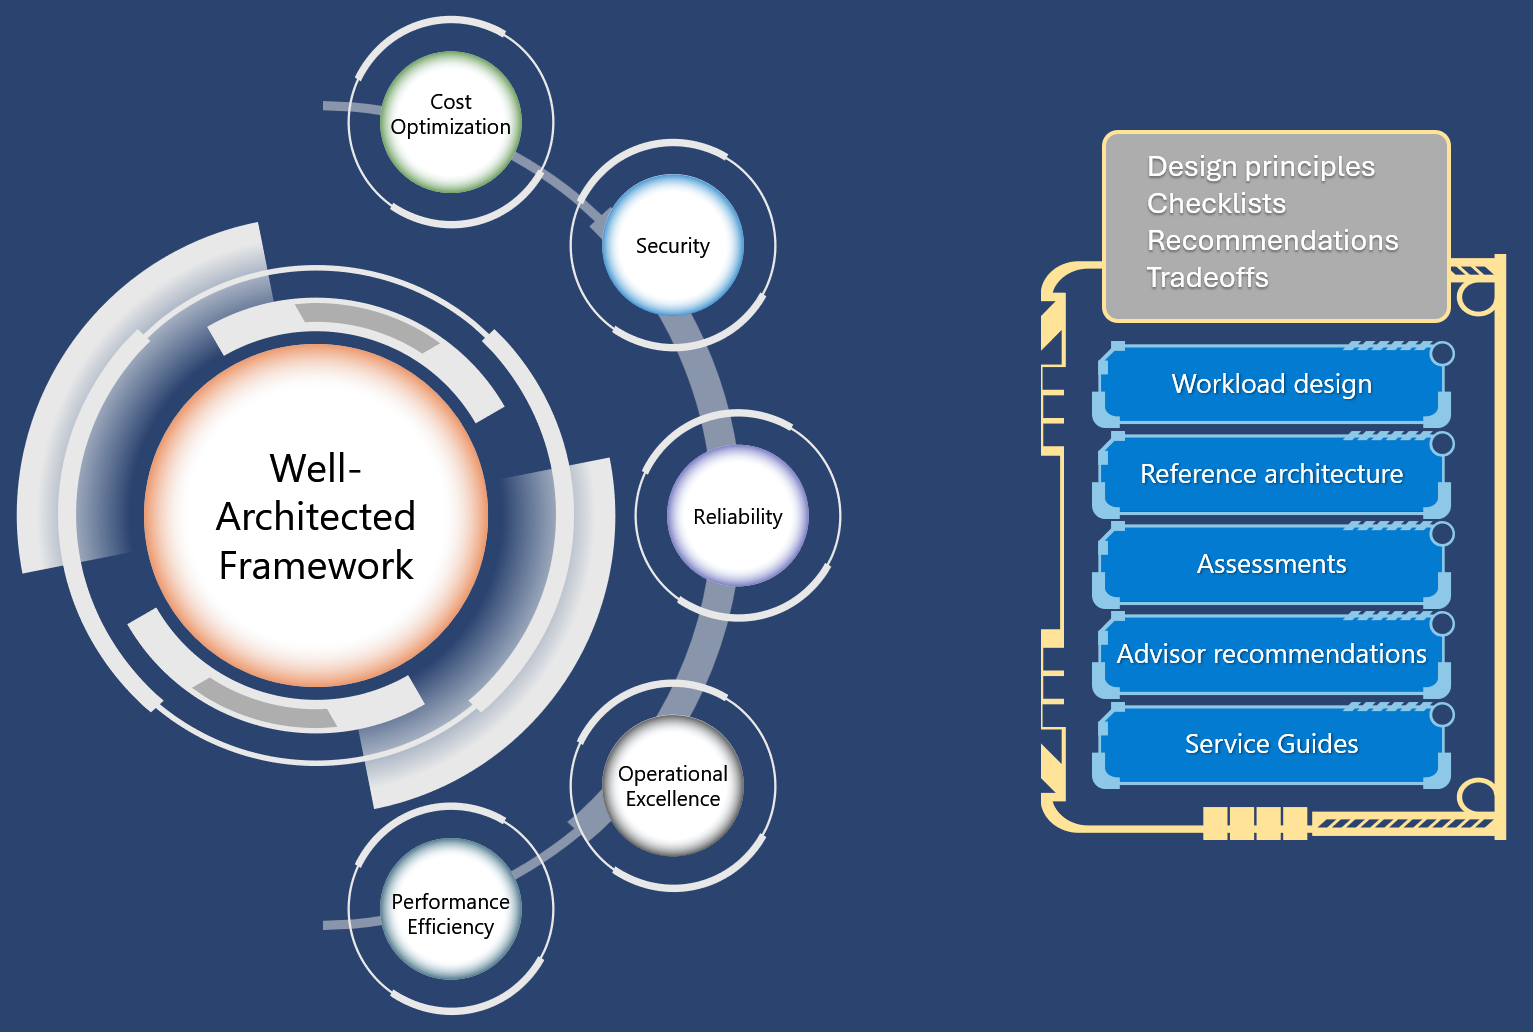 Cost
Optimization
Security
Well-
Architected
Framework
Reliability
Operational
Excellence
Performance
Efficiency
Design principles
Checklists
Recommendations
Tradeoffs
Workload design
Reference architecture
Assessments
Advisor recommendations
Service Guides